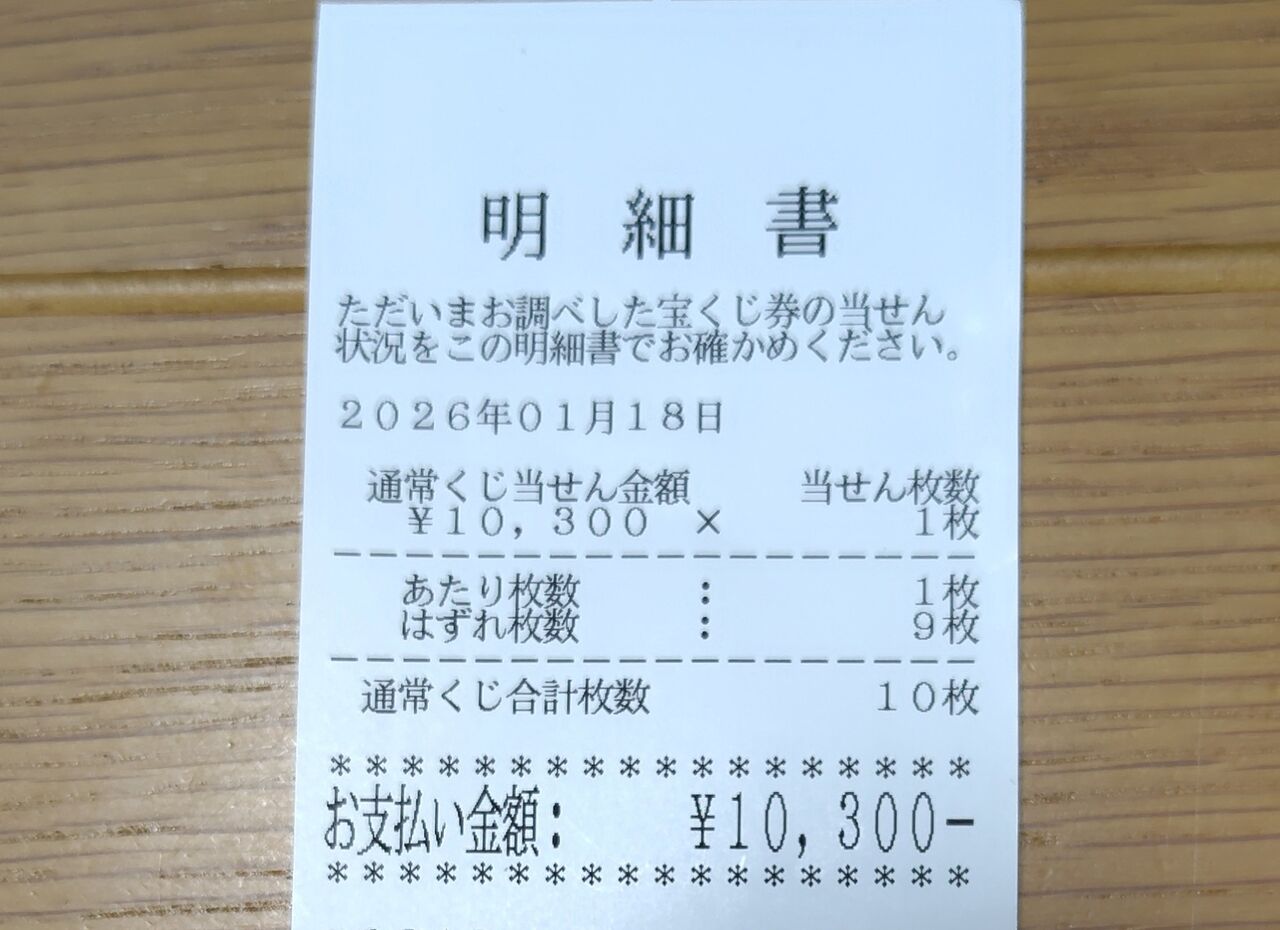 明 細 書
ただいまお調べした宝くじ券の当せん
状況をこの明細書でお確かめください。
２０２６年０１月１８日
通常くじ当せん金額 当せん枚数
￥１０，３００ × １枚
－－－－－－－－－－－－－－－－－－
あたり枚数 ： １枚
はずれ枚数 ： ９枚
－－－－－－－－－－－－－－－－－－
通常くじ合計枚数 １０枚
＊＊＊＊＊＊＊＊＊＊＊＊＊＊＊＊＊＊
お支払い金額： ￥１０，３００－
＊＊＊＊＊＊＊＊＊＊＊＊＊＊＊＊＊＊